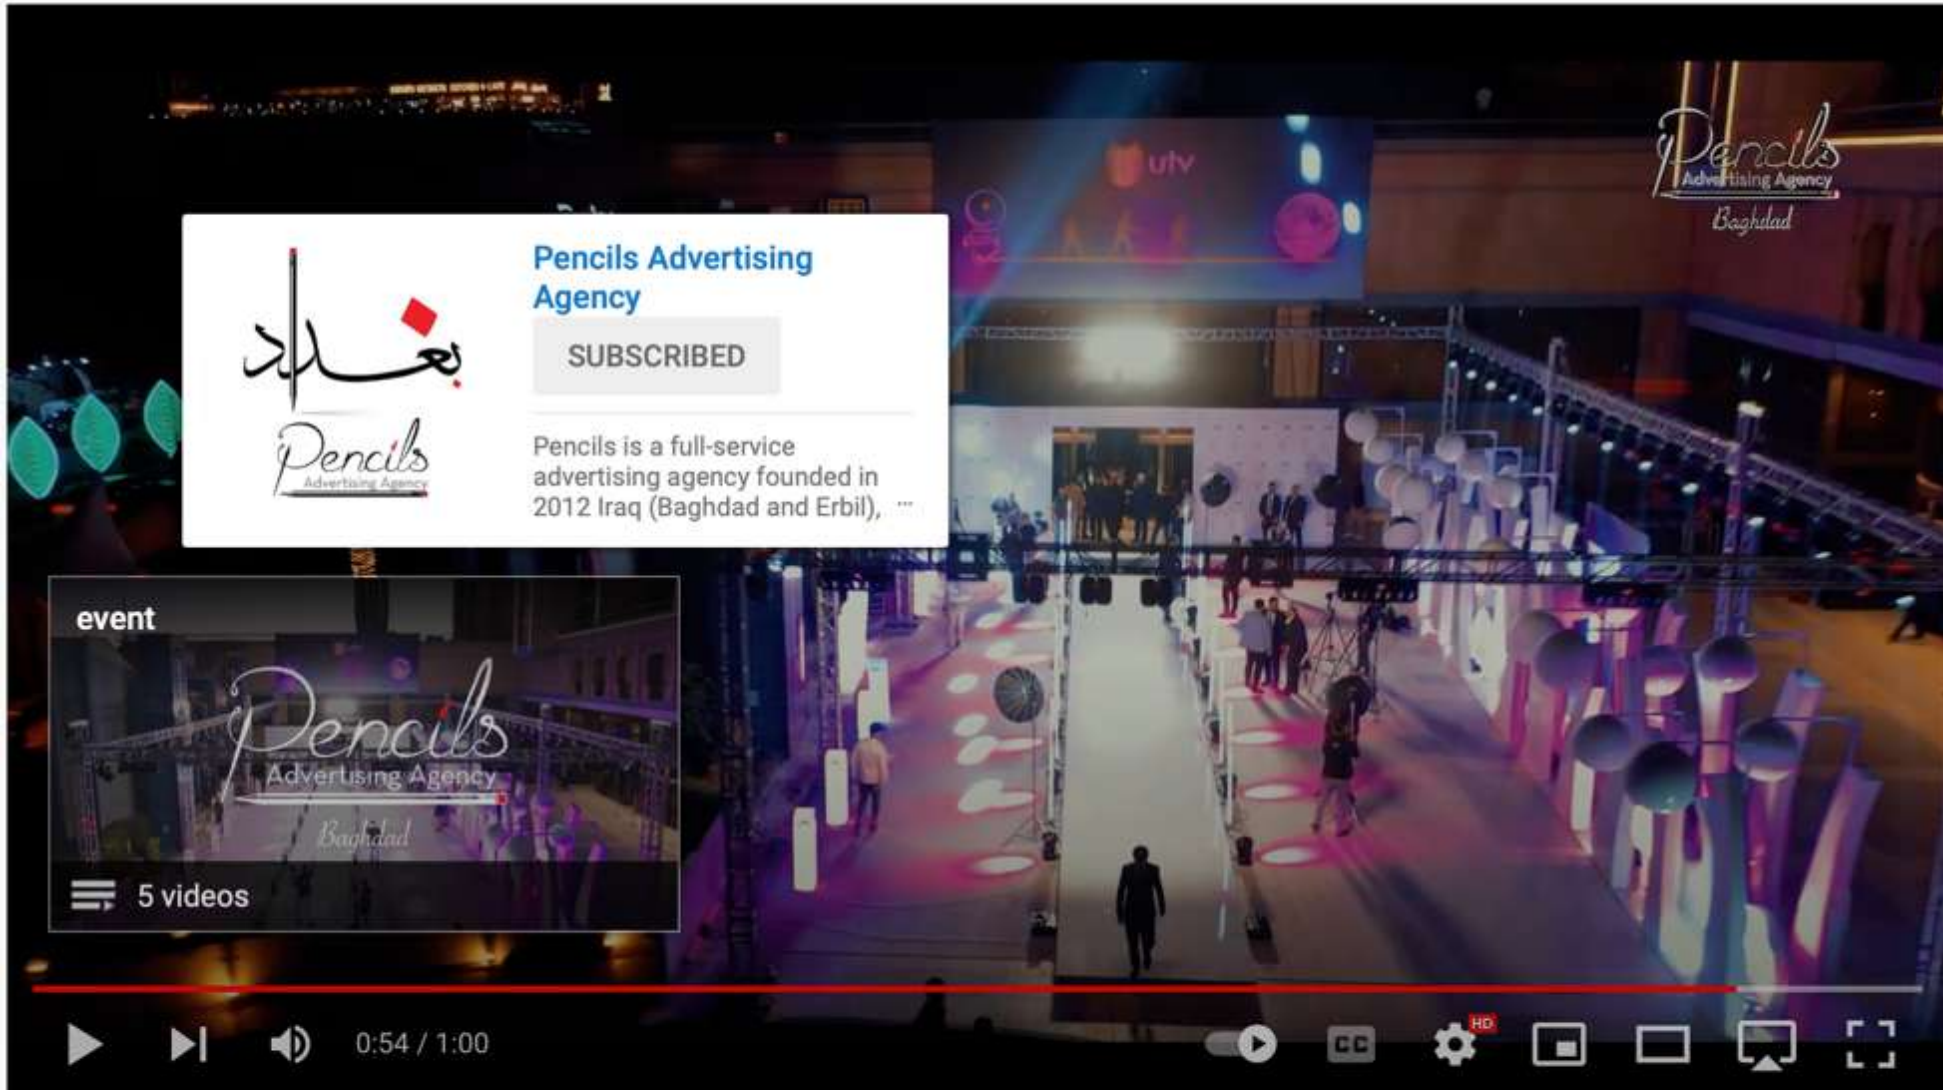 utv
Pencils
Advertising Agency
Baghdad
Pencils Advertising
Agency
SUBSCRIBED
بغداد
Pencils
Advertising Agency
Pencils is a full-service
advertising agency founded in
2012 Iraq (Baghdad and Erbil), ...
event
Pencils
Advertising Agency
Baghdad
5 videos
0:54 / 1:00
HD
CC